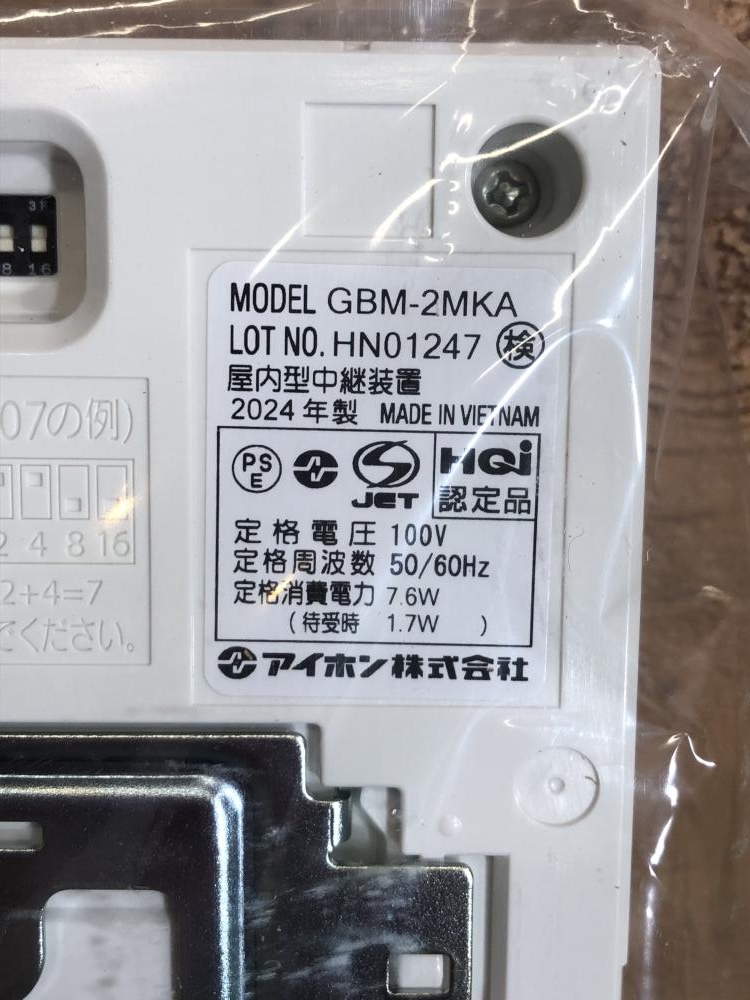 3F
8 16
MODEL GBM-2MKA
LOT NO. HN01247 検
屋内型中継装置
2024年製 MADE IN VIETNAM
PS
E
JET
HQi
認定品
定格電圧 100V
定格周波数 50/60Hz
定格消費電力 7.6W
(待受時 1.7W )
アイホン株式会社
07の例)
2 4 8 16
2+4=7
でください。